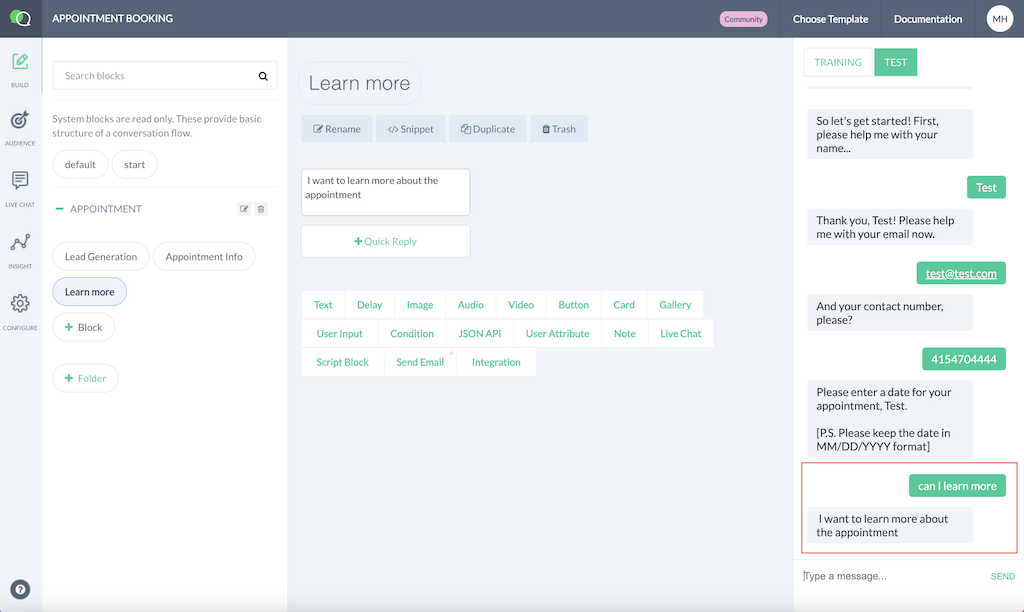 APPOINTMENT BOOKING
Community
Choose Template
Documentation
MH
BUILD
AUDIENCE
LIVE CHAT
INSIGHT
CONFIGURE
?
Search blocks
System blocks are read only. These provide basic
structure of a conversation flow.
default
start
APPOINTMENT
Lead Generation
Appointment Info
Learn more
+ Block
+ Folder
Learn more
Rename
</> Snippet
Duplicate
Trash
I want to learn more about the
appointment
+ Quick Reply
Text
Delay
Image
Audio
Video
Button
Card
Gallery
User Input
Condition
JSON API
User Attribute
Note
Live Chat
Script Block
Send Email
Integration
TRAINING
TEST
So let's get started! First,
please help me with your
name...
Test
Thank you, Test! Please help
me with your email now.
test@test.com
And your contact number,
please?
4154704444
Please enter a date for your
appointment, Test.
[P.S. Please keep the date in
MM/DD/YYYY format]
can I learn more
I want to learn more about
the appointment
Type a message...
SEND